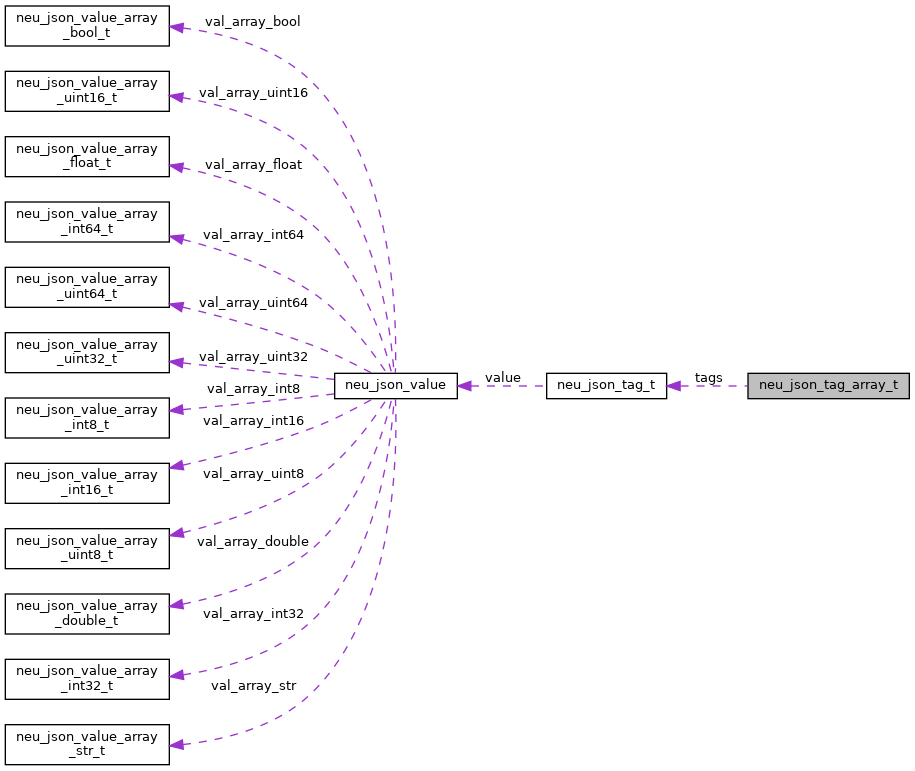 neu_json_value_array
_bool_t
val_array_bool
neu_json_value_array
_uint16_t
val_array_uint16
neu_json_value_array
_float_t
val_array_float
neu_json_value_array
_int64_t
val_array_int64
neu_json_value_array
_uint64_t
val_array_uint64
neu_json_value_array
_uint32_t
val_array_uint32
neu_json_value
value
neu_json_tag_t
tags
neu_json_tag_array_t
neu_json_value_array
_int8_t
val_array_int8
val_array_int16
neu_json_value_array
_int16_t
val_array_uint8
neu_json_value_array
_uint8_t
val_array_double
neu_json_value_array
_double_t
val_array_int32
neu_json_value_array
_int32_t
val_array_str
neu_json_value_array
_str_t